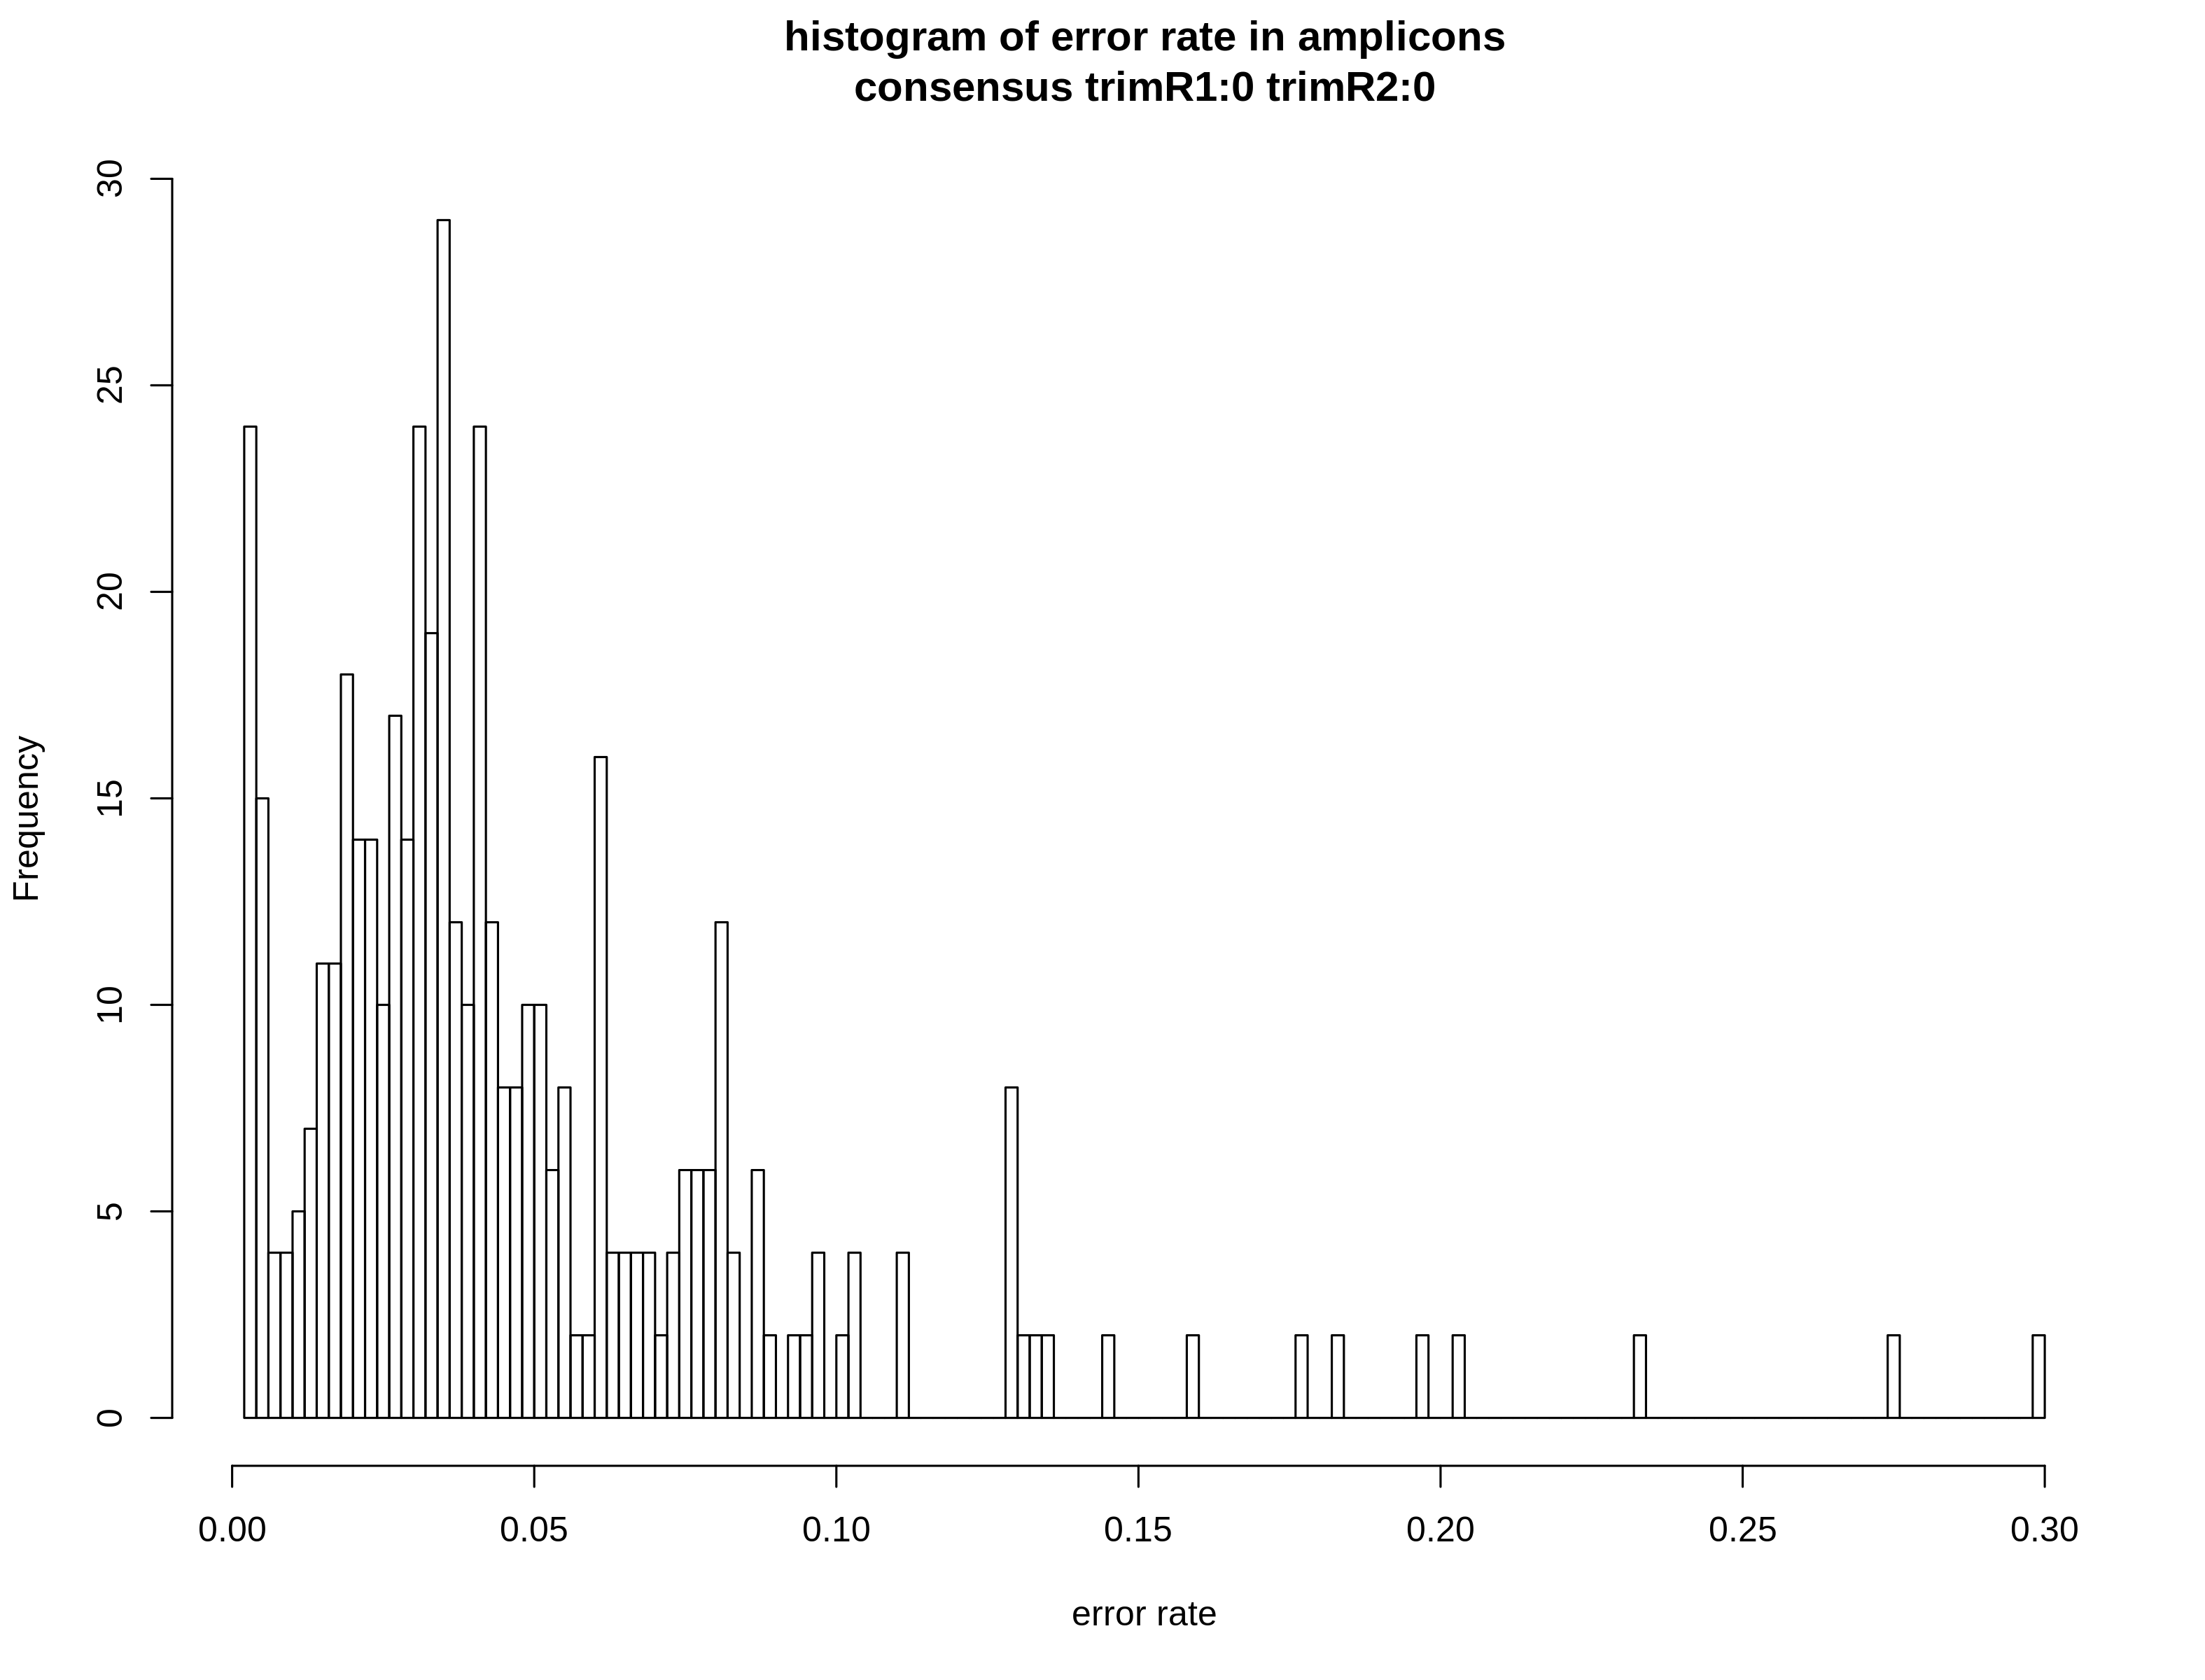 histogram of error rate in amplicons
consensus trimR1:0 trimR2:0
30
25
20
15
10
5
0
Frequency
0.00 0.05 0.10 0.15 0.20 0.25 0.30
error rate